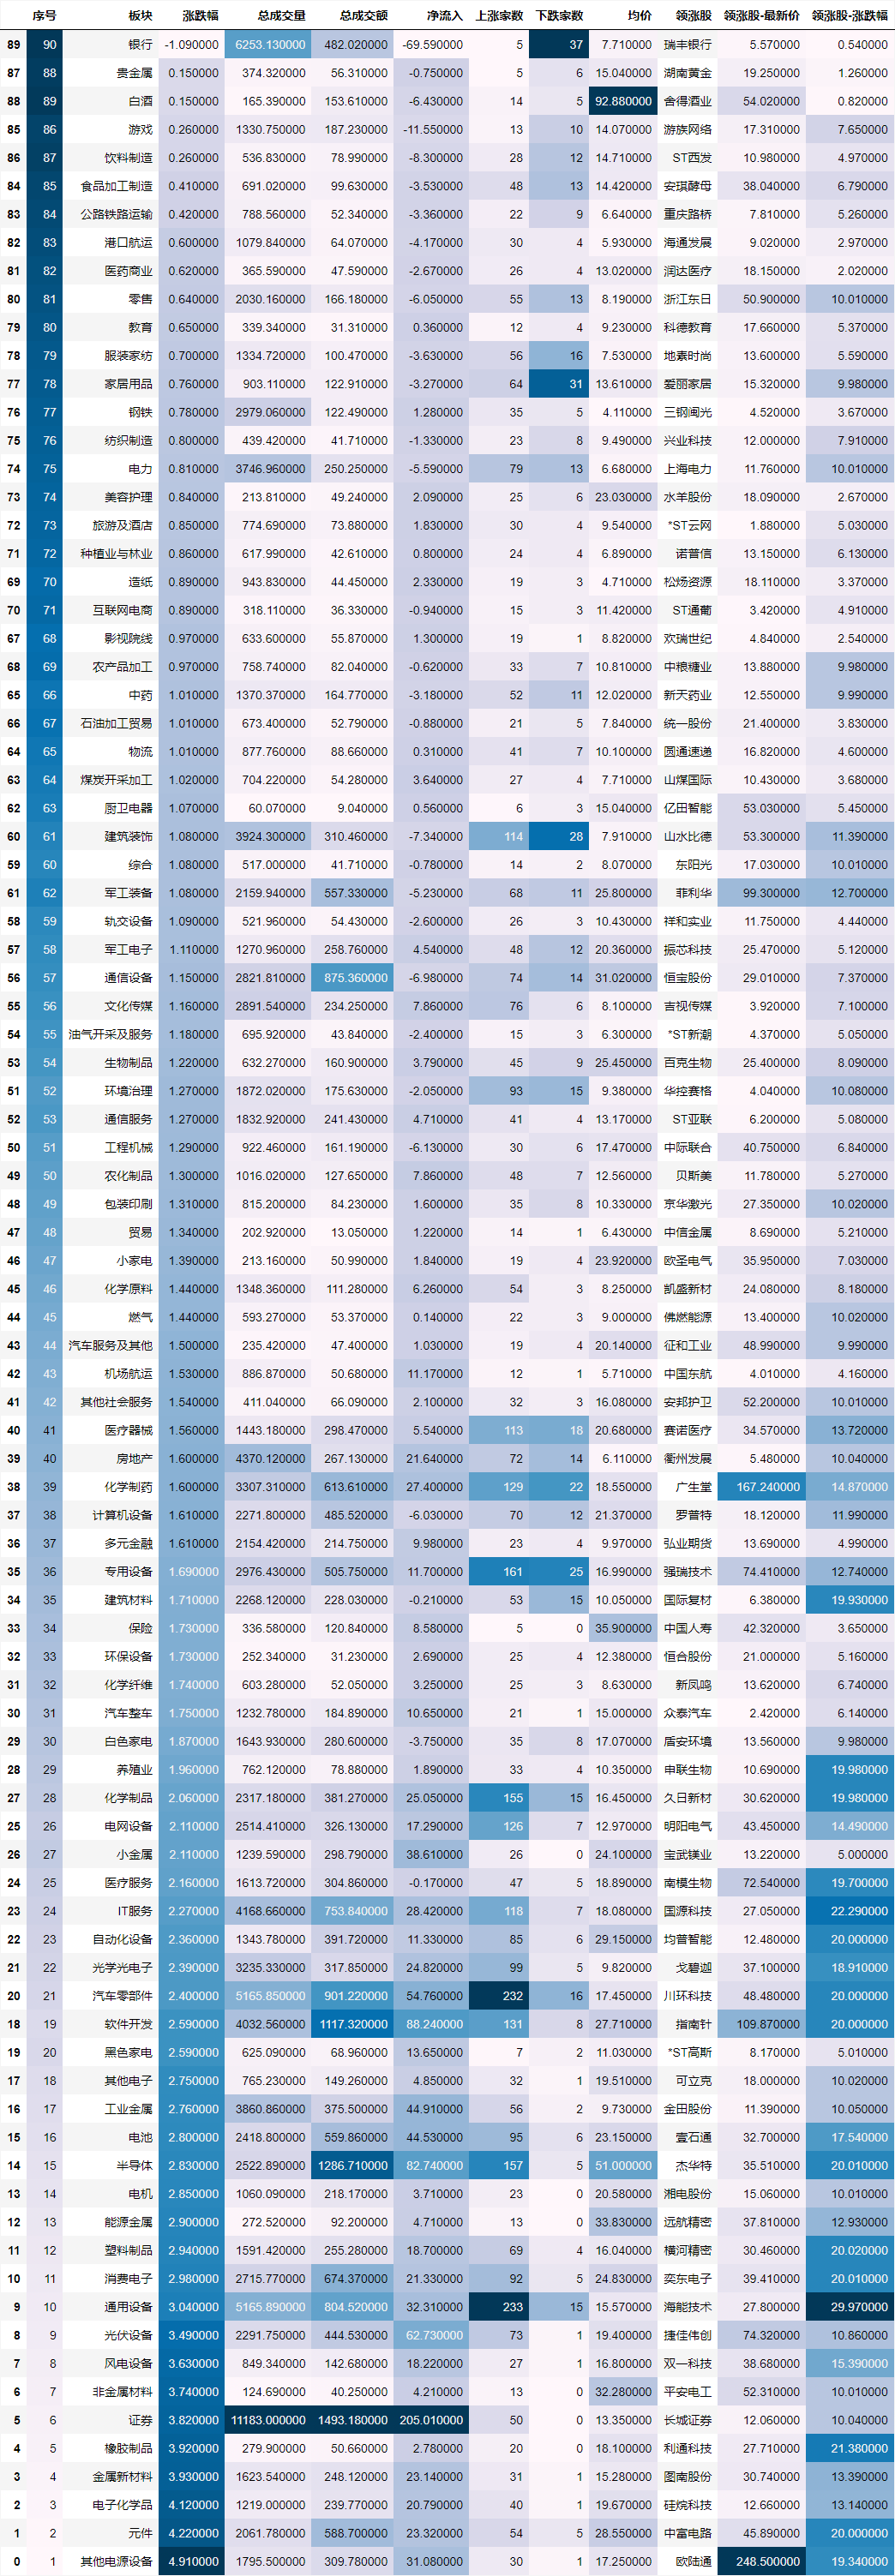 序号 板块 涨跌幅 总成交量 总成交额 净流入 上涨家数 下跌家数 均价 领涨股 领涨股-最新价 领涨股-涨跌幅
89 90 银行 -1.090000 6253.130000 482.020000 -69.590000 5 37 7.710000 瑞丰银行 5.570000 0.540000
87 88 贵金属 0.150000 374.320000 56.310000 -0.750000 5 6 15.040000 湖南黄金 19.250000 1.260000
88 89 白酒 0.150000 165.390000 153.610000 -6.430000 14 5 92.880000 舍得酒业 54.020000 0.820000
85 86 游戏 0.260000 1330.750000 187.230000 -11.550000 13 10 14.070000 游族网络 17.310000 7.650000
86 87 饮料制造 0.260000 536.830000 78.990000 -8.300000 28 12 14.710000 ST西发 10.980000 4.970000
84 85 食品加工制造 0.410000 691.020000 99.630000 -3.530000 48 13 14.420000 安琪酵母 38.040000 6.790000
83 84 公路铁路运输 0.420000 788.560000 52.340000 -3.360000 22 9 6.640000 重庆路桥 7.810000 5.260000
82 83 港口航运 0.600000 1079.840000 64.070000 -4.170000 30 4 5.930000 海通发展 9.020000 2.970000
81 82 医药商业 0.620000 365.590000 47.590000 -2.670000 26 4 13.020000 润达医疗 18.150000 2.020000
80 81 零售 0.640000 2030.160000 166.180000 -6.050000 55 13 8.190000 浙江东日 50.900000 10.010000
79 80 教育 0.650000 339.340000 31.310000 0.360000 12 4 9.230000 科德教育 17.660000 5.370000
78 79 服装家纺 0.700000 1334.720000 100.470000 -3.630000 56 16 7.530000 地素时尚 13.600000 5.590000
77 78 家居用品 0.760000 903.110000 122.910000 -3.270000 64 31 13.610000 爱丽家居 15.320000 9.980000
76 77 钢铁 0.780000 2979.060000 122.490000 1.280000 35 5 4.110000 三钢闽光 4.520000 3.670000
75 76 纺织制造 0.800000 439.420000 41.710000 -1.330000 23 8 9.490000 兴业科技 12.000000 7.910000
74 75 电力 0.810000 3746.960000 250.250000 -5.590000 79 13 6.680000 上海电力 11.760000 10.010000
73 74 美容护理 0.840000 213.810000 49.240000 2.090000 25 6 23.030000 水羊股份 18.090000 2.670000
72 73 旅游及酒店 0.850000 774.690000 73.880000 1.830000 30 4 9.540000 *ST云网 1.880000 5.030000
71 72 种植业与林业 0.860000 617.990000 42.610000 0.800000 24 4 6.890000 诺普信 13.150000 6.130000
69 70 造纸 0.890000 943.830000 44.450000 2.330000 19 3 4.710000 松炀资源 18.110000 3.370000
70 71 互联网电商 0.890000 318.110000 36.330000 -0.940000 15 3 11.420000 ST通葡 3.420000 4.910000
67 68 影视院线 0.970000 633.600000 55.870000 1.300000 19 1 8.820000 欢瑞世纪 4.840000 2.540000
68 69 农产品加工 0.970000 758.740000 82.040000 -0.620000 33 7 10.810000 中粮糖业 13.880000 9.980000
65 66 中药 1.010000 1370.370000 164.770000 -3.180000 52 11 12.020000 新天药业 12.550000 9.990000
66 67 石油加工贸易 1.010000 673.400000 52.790000 -0.880000 21 5 7.840000 统一股份 21.400000 3.830000
64 65 物流 1.010000 877.760000 88.660000 0.310000 41 7 10.100000 圆通速递 16.820000 4.600000
63 64 煤炭开采加工 1.020000 704.220000 54.280000 3.640000 27 4 7.710000 山煤国际 10.430000 3.680000
62 63 厨卫电器 1.070000 60.070000 9.040000 0.560000 6 3 15.040000 亿田智能 53.030000 5.450000
60 61 建筑装饰 1.080000 3924.300000 310.460000 -7.340000 114 28 7.910000 山水比德 53.300000 11.390000
59 60 综合 1.080000 517.000000 41.710000 -0.780000 14 2 8.070000 东阳光 17.030000 10.010000
61 62 军工装备 1.080000 2159.940000 557.330000 -5.230000 68 11 25.800000 菲利华 99.300000 12.700000
58 59 轨交设备 1.090000 521.960000 54.430000 -2.600000 26 3 10.430000 祥和实业 11.750000 4.440000
57 58 军工电子 1.110000 1270.960000 258.760000 4.540000 48 12 20.360000 振芯科技 25.470000 5.120000
56 57 通信设备 1.150000 2821.810000 875.360000 -6.980000 74 14 31.020000 恒宝股份 29.010000 7.370000
55 56 文化传媒 1.160000 2891.540000 234.250000 7.860000 76 6 8.100000 吉视传媒 3.920000 7.100000
54 55 油气开采及服务 1.180000 695.920000 43.840000 -2.400000 15 3 6.300000 *ST新潮 4.370000 5.050000
53 54 生物制品 1.220000 632.270000 160.900000 3.790000 45 9 25.450000 百克生物 25.400000 8.090000
51 52 环境治理 1.270000 1872.020000 175.630000 -2.050000 93 15 9.380000 华控赛格 4.040000 10.080000
52 53 通信服务 1.270000 1832.920000 241.430000 4.710000 41 4 13.170000 ST亚联 6.200000 5.080000
50 51 工程机械 1.290000 922.460000 161.190000 -6.130000 30 6 17.470000 中际联合 40.750000 6.840000
49 50 农化制品 1.300000 1016.020000 127.650000 7.860000 48 7 12.560000 贝斯美 11.780000 5.270000
48 49 包装印刷 1.310000 815.200000 84.230000 1.600000 35 8 10.330000 京华激光 27.350000 10.020000
47 48 贸易 1.340000 202.920000 13.050000 1.220000 14 1 6.430000 中信金属 8.690000 5.210000
46 47 小家电 1.390000 213.160000 50.990000 1.840000 19 4 23.920000 欧圣电气 35.950000 7.030000
45 46 化学原料 1.440000 1348.360000 111.280000 6.260000 54 3 8.250000 凯盛新材 24.080000 8.180000
44 45 燃气 1.440000 593.270000 53.370000 0.140000 22 3 9.000000 佛燃能源 13.400000 10.020000
43 44 汽车服务及其他 1.500000 235.420000 47.400000 1.030000 19 4 20.140000 征和工业 48.990000 9.990000
42 43 机场航运 1.530000 886.870000 50.680000 11.170000 12 1 5.710000 中国东航 4.010000 4.160000
41 42 其他社会服务 1.540000 411.040000 66.090000 2.100000 32 3 16.080000 安邦护卫 52.200000 10.010000
40 41 医疗器械 1.560000 1443.180000 298.470000 5.540000 113 18 20.680000 赛诺医疗 34.570000 13.720000
39 40 房地产 1.600000 4370.120000 267.130000 21.640000 72 14 6.110000 衢州发展 5.480000 10.040000
38 39 化学制药 1.600000 3307.310000 613.610000 27.400000 129 22 18.550000 广生堂 167.240000 14.870000
37 38 计算机设备 1.610000 2271.800000 485.520000 -6.030000 70 12 21.370000 罗普特 18.120000 11.990000
36 37 多元金融 1.610000 2154.420000 214.750000 9.980000 23 4 9.970000 弘业期货 13.690000 4.990000
35 36 专用设备 1.690000 2976.430000 505.750000 11.700000 161 25 16.990000 强瑞技术 74.410000 12.740000
34 35 建筑材料 1.710000 2268.120000 228.030000 -0.210000 53 15 10.050000 国际复材 6.380000 19.930000
33 34 保险 1.730000 336.580000 120.840000 8.580000 5 0 35.900000 中国人寿 42.320000 3.650000
32 33 环保设备 1.730000 252.340000 31.230000 2.690000 25 4 12.380000 恒合股份 21.000000 5.160000
31 32 化学纤维 1.740000 603.280000 52.050000 3.250000 25 3 8.630000 新凤鸣 13.620000 6.740000
30 31 汽车整车 1.750000 1232.780000 184.890000 10.650000 21 1 15.000000 众泰汽车 2.420000 6.140000
29 30 白色家电 1.870000 1643.930000 280.600000 -3.750000 35 8 17.070000 盾安环境 13.560000 9.980000
28 29 养殖业 1.960000 762.120000 78.880000 1.890000 33 4 10.350000 申联生物 10.690000 19.980000
27 28 化学制品 2.060000 2317.180000 381.270000 25.050000 155 15 16.450000 久日新材 30.620000 19.980000
25 26 电网设备 2.110000 2514.410000 326.130000 17.290000 126 7 12.970000 明阳电气 43.450000 14.490000
26 27 小金属 2.110000 1239.590000 298.790000 38.610000 26 0 24.100000 宝武镁业 13.220000 5.000000
24 25 医疗服务 2.160000 1613.720000 304.860000 -0.170000 47 5 18.890000 南模生物 72.540000 19.700000
23 24 IT服务 2.270000 4168.660000 753.840000 28.420000 118 7 18.080000 国源科技 27.050000 22.290000
22 23 自动化设备 2.360000 1343.780000 391.720000 11.330000 85 6 29.150000 均普智能 12.480000 20.000000
21 22 光学光电子 2.390000 3235.330000 317.850000 24.820000 99 5 9.820000 戈碧迦 37.100000 18.910000
20 21 汽车零部件 2.400000 5165.850000 901.220000 54.760000 232 16 17.450000 川环科技 48.480000 20.000000
18 19 软件开发 2.590000 4032.560000 1117.320000 88.240000 131 8 27.710000 指南针 109.870000 20.000000
19 20 黑色家电 2.590000 625.090000 68.960000 13.650000 7 2 11.030000 *ST高斯 8.170000 5.010000
17 18 其他电子 2.750000 765.230000 149.260000 4.850000 32 1 19.510000 可立克 18.000000 10.020000
16 17 工业金属 2.760000 3860.860000 375.500000 44.910000 56 2 9.730000 金田股份 11.390000 10.050000
15 16 电池 2.800000 2418.800000 559.860000 44.530000 95 6 23.150000 壹石通 32.700000 17.540000
14 15 半导体 2.830000 2522.890000 1286.710000 82.740000 157 5 51.000000 杰华特 35.510000 20.010000
13 14 电机 2.850000 1060.090000 218.170000 3.710000 23 0 20.580000 湘电股份 15.060000 10.010000
12 13 能源金属 2.900000 272.520000 92.200000 4.710000 13 0 33.830000 远航精密 37.810000 12.930000
11 12 塑料制品 2.940000 1591.420000 255.280000 18.700000 69 4 16.040000 横河精密 30.460000 20.020000
10 11 消费电子 2.980000 2715.770000 674.370000 21.330000 92 5 24.830000 奕东电子 39.410000 20.010000
9 10 通用设备 3.040000 5165.890000 804.520000 32.310000 233 15 15.570000 海能技术 27.800000 29.970000
8 9 光伏设备 3.490000 2291.750000 444.530000 62.730000 73 1 19.400000 捷佳伟创 74.320000 10.860000
7 8 风电设备 3.630000 849.340000 142.680000 18.220000 27 1 16.800000 双一科技 38.680000 15.390000
6 7 非金属材料 3.740000 124.690000 40.250000 4.210000 13 0 32.280000 平安电工 52.310000 10.010000
5 6 证券 3.820000 11183.000000 1493.180000 205.010000 50 0 13.350000 长城证券 12.060000 10.040000
4 5 橡胶制品 3.920000 279.900000 50.660000 2.780000 20 0 18.100000 利通科技 27.710000 21.380000
3 4 金属新材料 3.930000 1623.540000 248.120000 23.140000 31 1 15.280000 图南股份 30.740000 13.390000
2 3 电子化学品 4.120000 1219.000000 239.770000 20.790000 40 1 19.670000 硅烷科技 12.660000 13.140000
1 2 元件 4.220000 2061.780000 588.700000 23.320000 54 5 28.550000 中富电路 45.890000 20.000000
0 1 其他电源设备 4.910000 1795.500000 309.780000 31.080000 30 1 17.250000 欧陆通 248.500000 19.340000